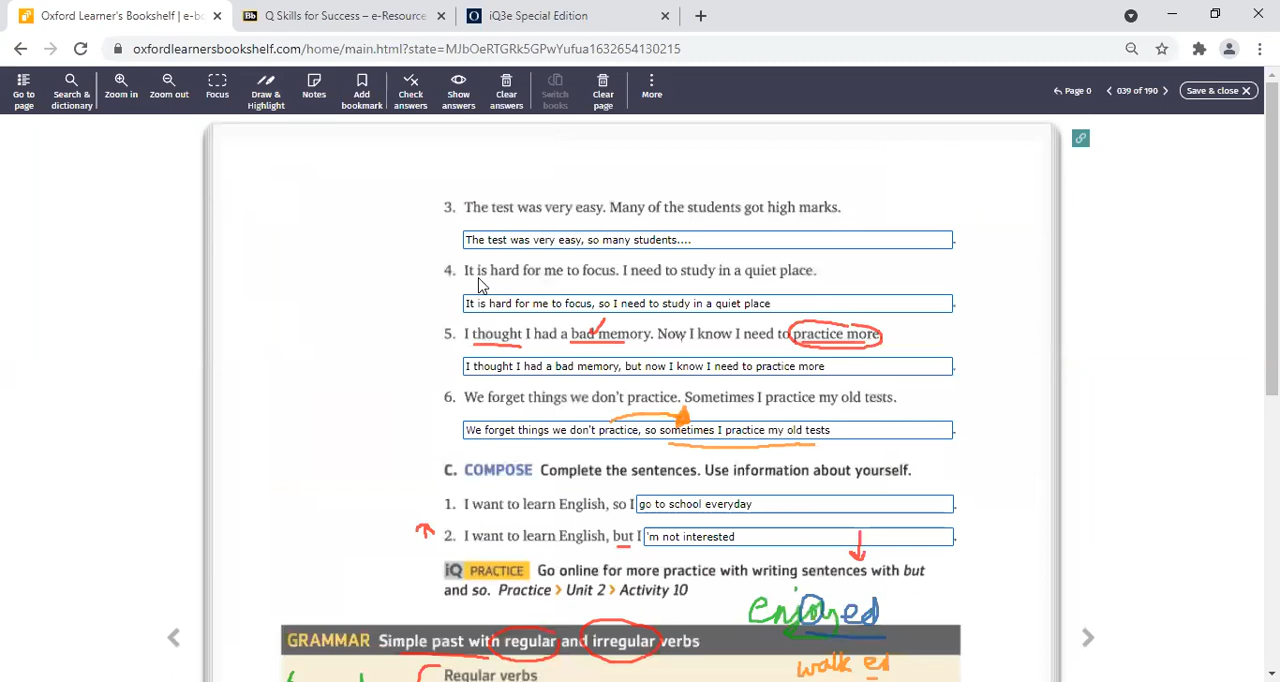 Oxford Learner's Bookshelf | e-bo
Q Skills for Success – e-Resource
iQ3e Special Edition
oxfordlearnersbookshelf.com/home/main.html?state=MJbOeRTGRk5GPwYufua1632654130215
Go to page
Search & dictionary
Zoom in
Zoom out
Focus
Draw & Highlight
Notes
Add bookmark
Check answers
Show answers
Clear answers
Switch books
Clear page
More
Page 0
039 of 190
Save & close
3. The test was very easy. Many of the students got high marks.
The test was very easy, so many students.... .
4. It is hard for me to focus. I need to study in a quiet place.
It is hard for me to focus, so I need to study in a quiet place .
5. I thought I had a bad memory. Now I know I need to practice more.
I thought I had a bad memory, but now I know I need to practice more .
6. We forget things we don't practice. Sometimes I practice my old tests.
We forget things we don't practice, so sometimes I practice my old tests .
C. COMPOSE Complete the sentences. Use information about yourself.
1. I want to learn English, so I go to school everyday .
2. I want to learn English, but I 'm not interested .
iQ PRACTICE Go online for more practice with writing sentences with but
and so. Practice > Unit 2 > Activity 10
enjoyed
GRAMMAR Simple past with regular and irregular verbs
walked
Regular verbs